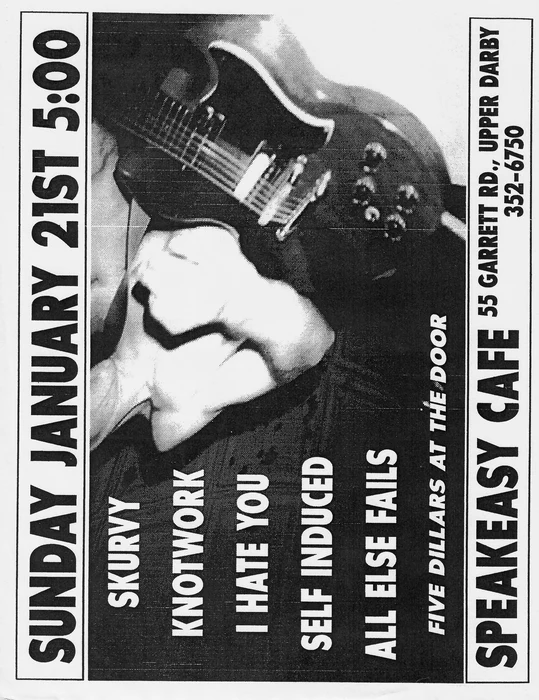 SUNDAY JANUARY 21ST 5:00
SKURVY
KNOTWORK
I HATE YOU
SELF INDUCED
ALL ELSE FAILS
FIVE DILLARS AT THE DOOR
SPEAKEASY CAFE 55 GARRETT RD., UPPER DARBY
352-6750